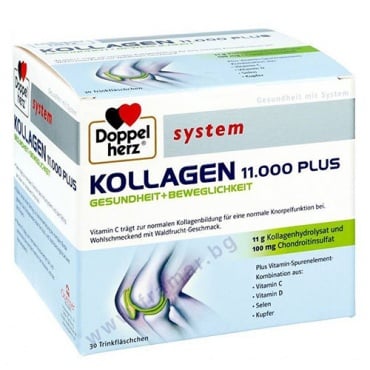 Gesundheit mit System
Doppel
herz
system
KOLLAGEN 11.000 PLUS
GESUNDHEIT+BEWEGLICHKEIT
Vitamin C trägt zur normalen Kollagenbildung für eine normale Knorpelfunktion bei.
Wohlschmeckend mit Waldfrucht-Geschmack.
11 g Kollagenhydrolysat und
100 mg Chondroitinsulfat
Plus Vitamin-Spurenelement-
Kombination aus:
• Vitamin C
• Vitamin D
• Selen
• Kupfer
framar.bg
30 Trinkfläschchen